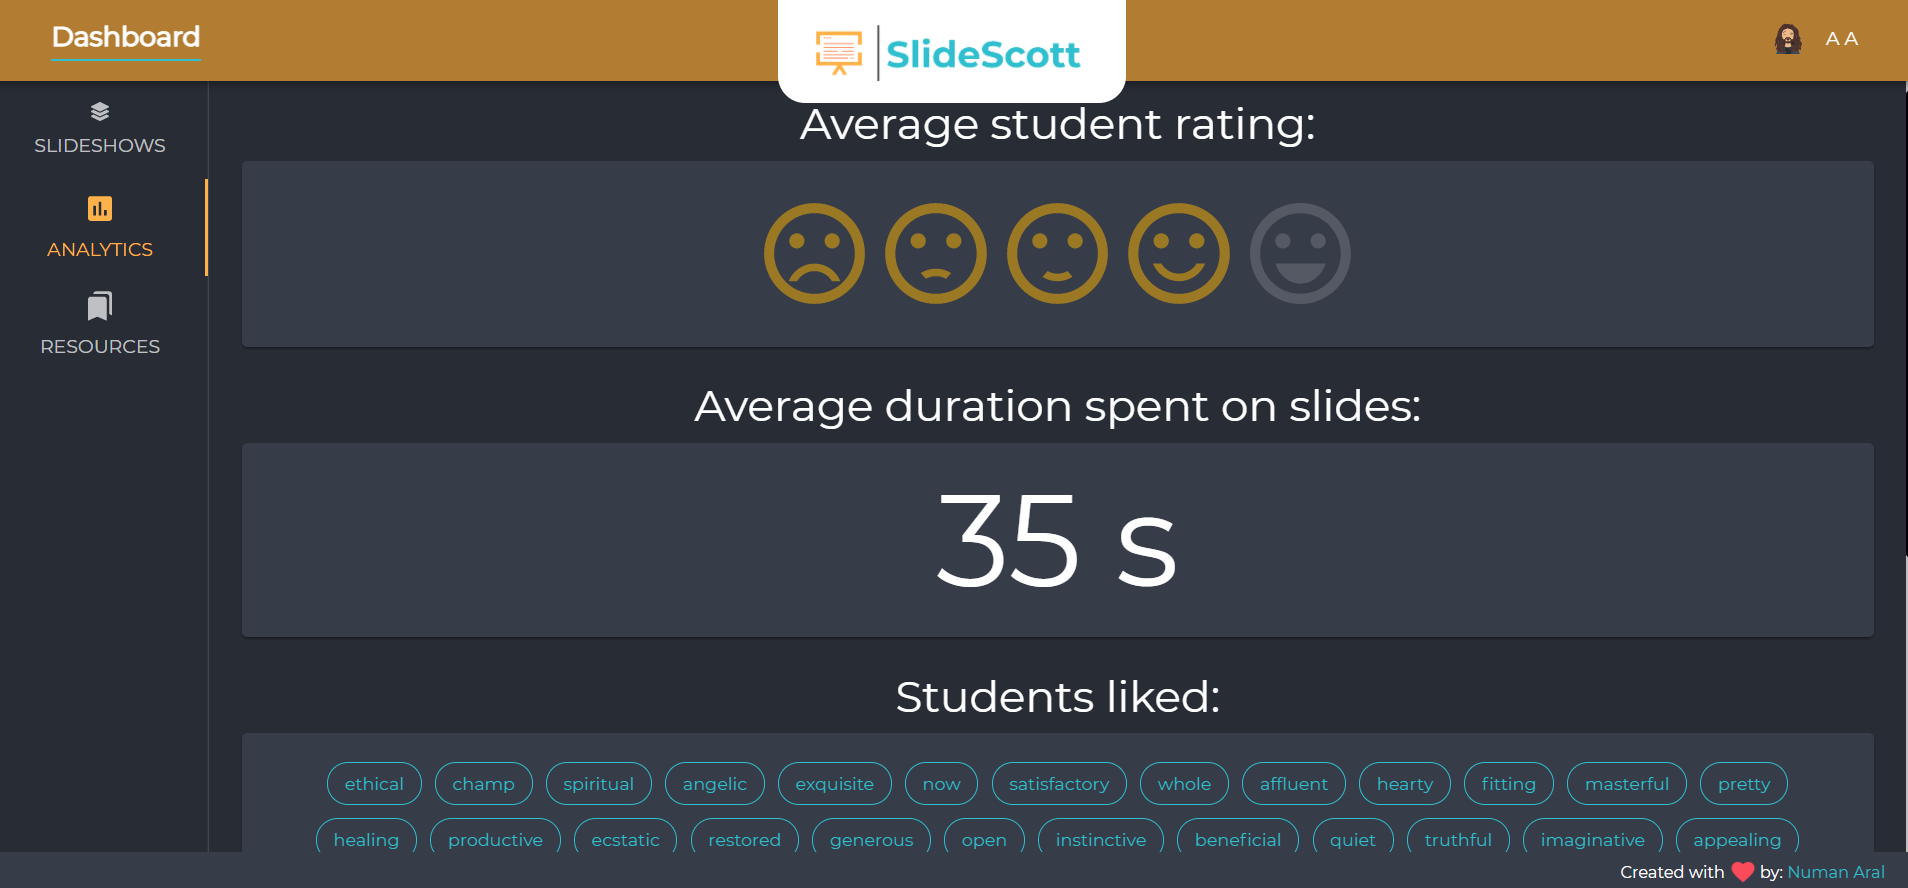 Dashboard
SlideScott
A A
SLIDESHOWS
ANALYTICS
RESOURCES
Average student rating:
Average duration spent on slides:
35 s
Students liked:
ethical champ spiritual angelic exquisite now satisfactory whole affluent hearty fitting masterful pretty
healing productive ecstatic restored generous open instinctive beneficial quiet truthful imaginative appealing
Created with by: Numan Aral